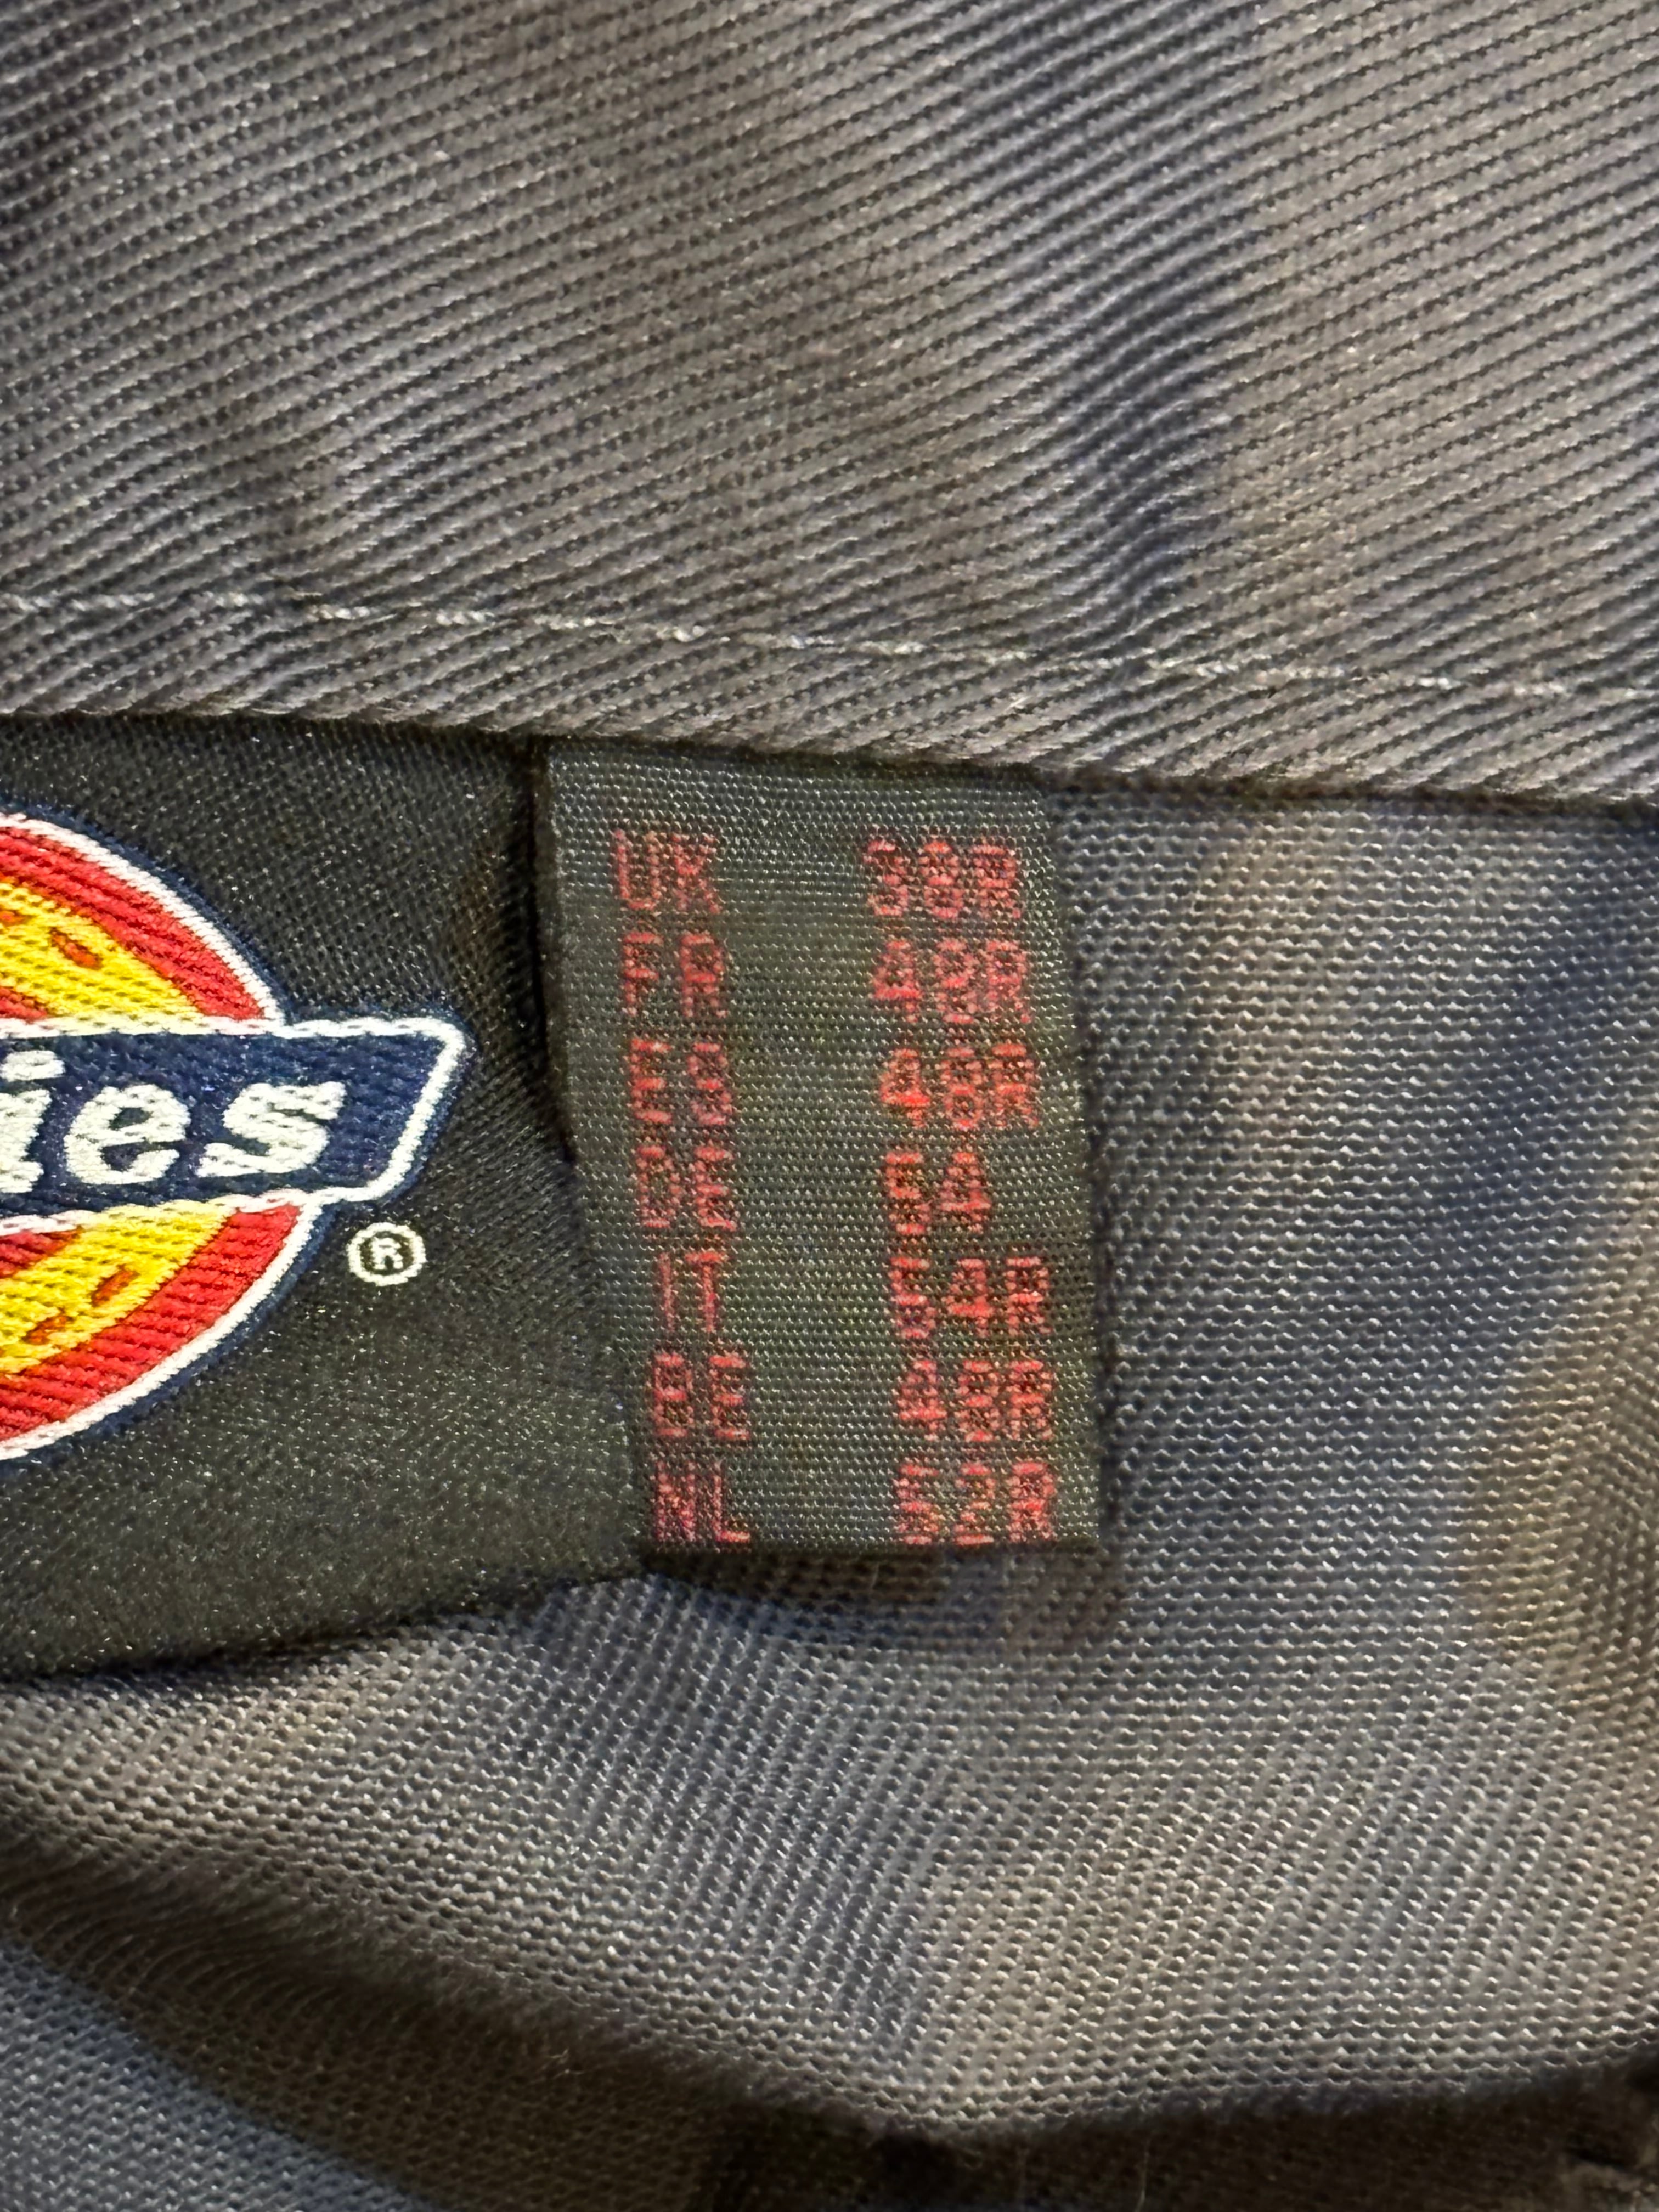 ies
®
UK 38R
FR 48R
ES 48R
DE 54
IT 54R
BE 48R
NL 52R